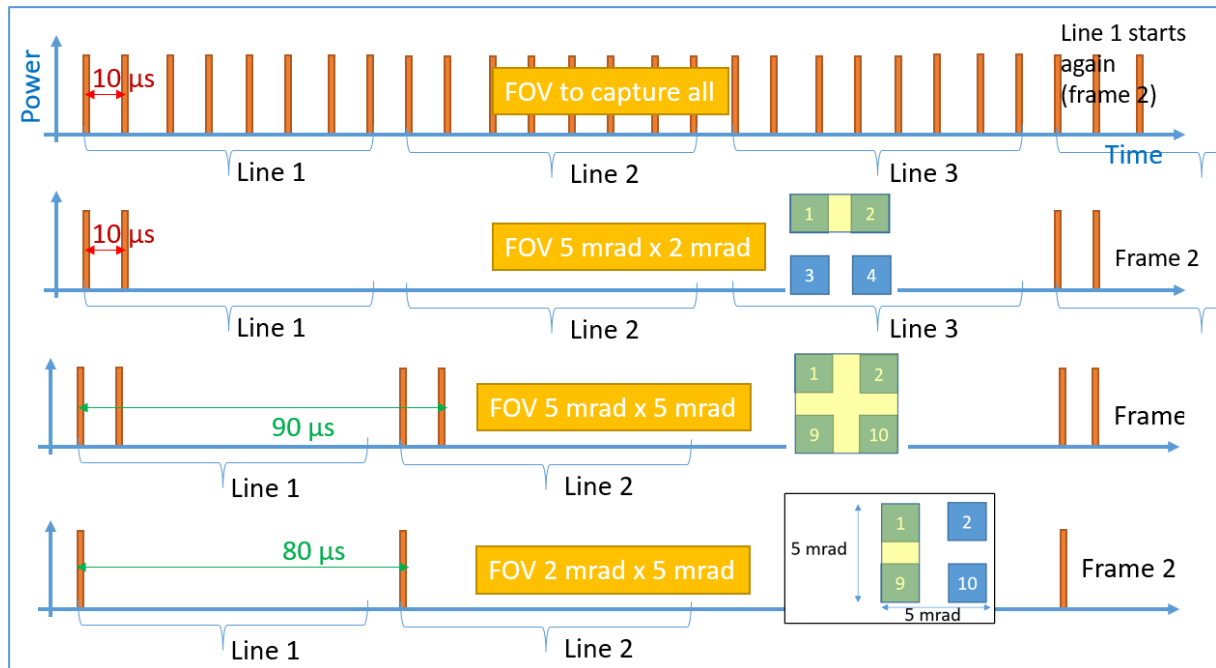 Power
10 µs
FOV to capture all
Line 1 starts
again
(frame 2)
Time
Line 1
Line 2
Line 3
10 µs
FOV 5 mrad x 2 mrad
1
2
3
4
Frame 2
Line 1
Line 2
Line 3
90 µs
FOV 5 mrad x 5 mrad
1
2
9
10
Frame
Line 1
Line 2
80 µs
FOV 2 mrad x 5 mrad
5 mrad
1
2
9
10
5 mrad
Frame 2
Line 1
Line 2